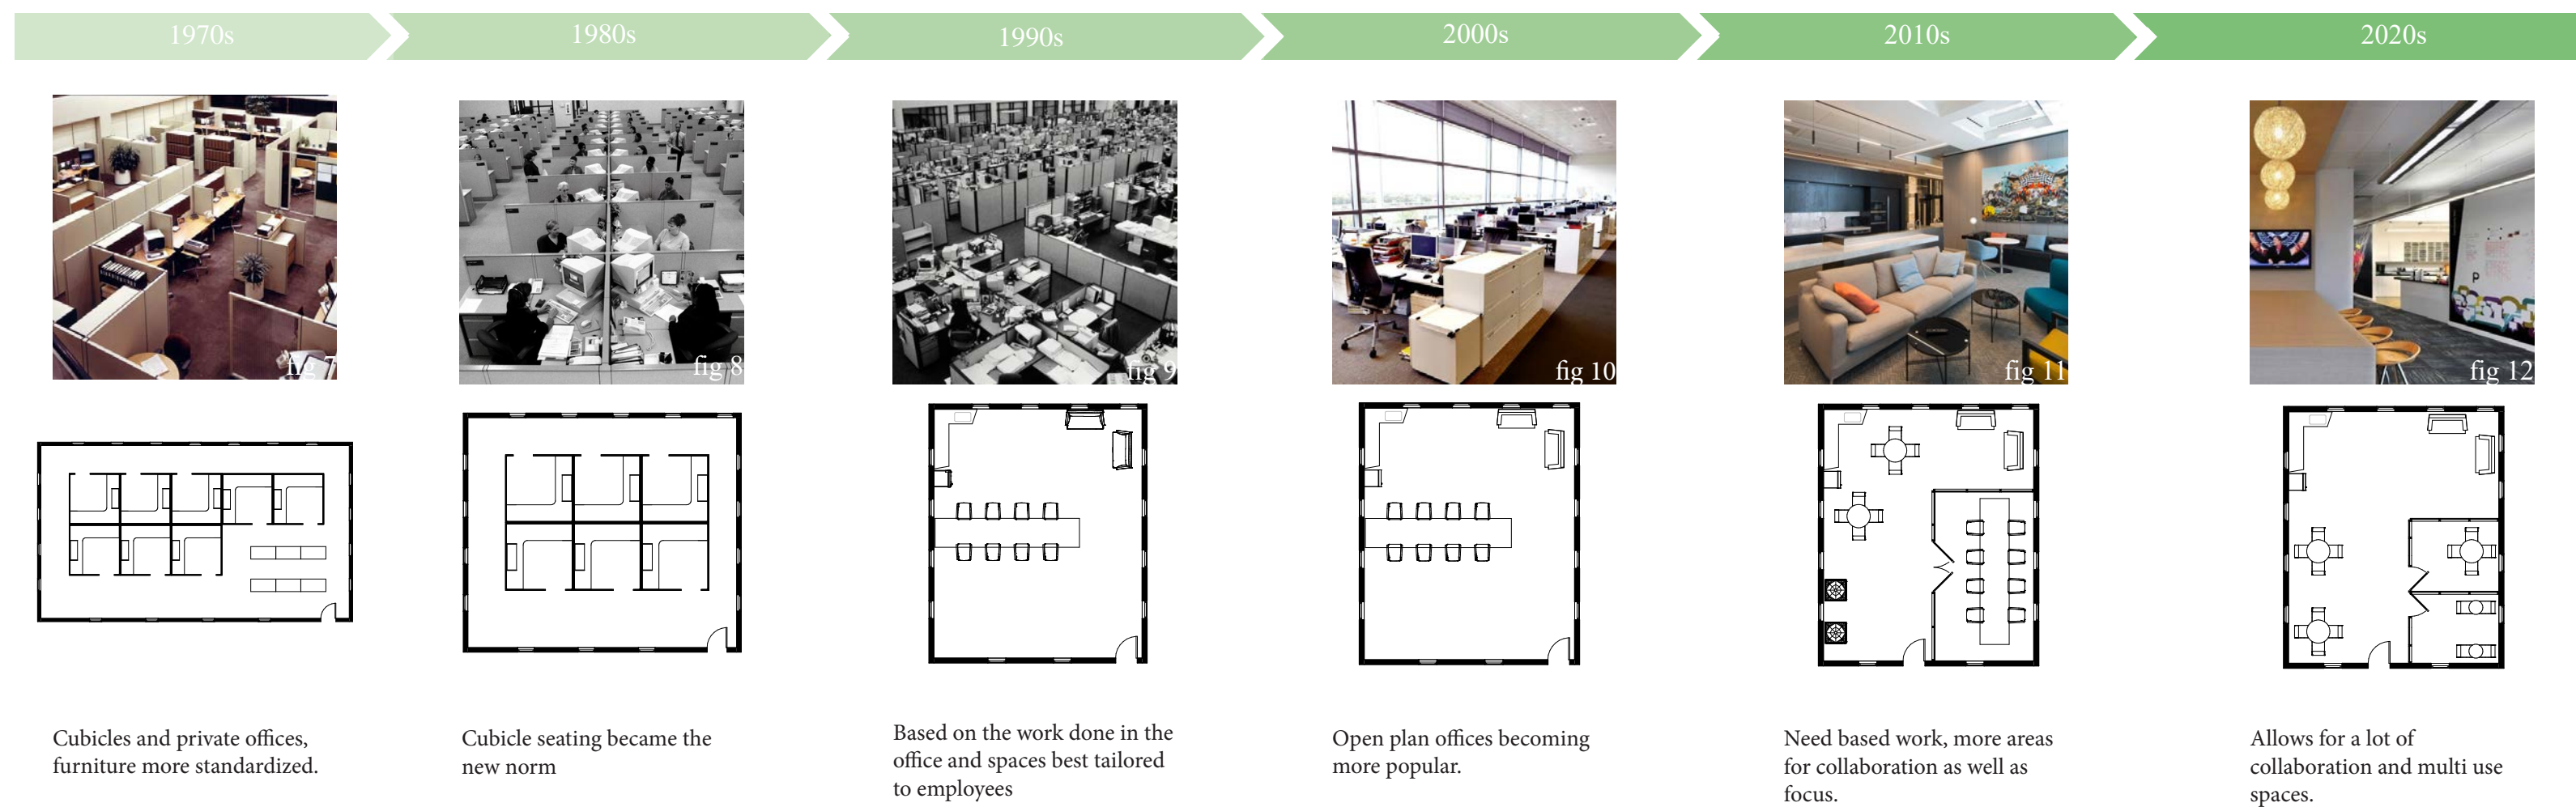 1970s
1980s
1990s
2000s
2010s
2020s
fig 7
fig 8
fig 9
fig 10
fig 11
fig 12
Cubicles and private offices,
furniture more standardized.
Cubicle seating became the
new norm
Based on the work done in the
office and spaces best tailored
to employees
Open plan offices becoming
more popular.
Need based work, more areas
for collaboration as well as
focus.
Allows for a lot of
collaboration and multi use
spaces.